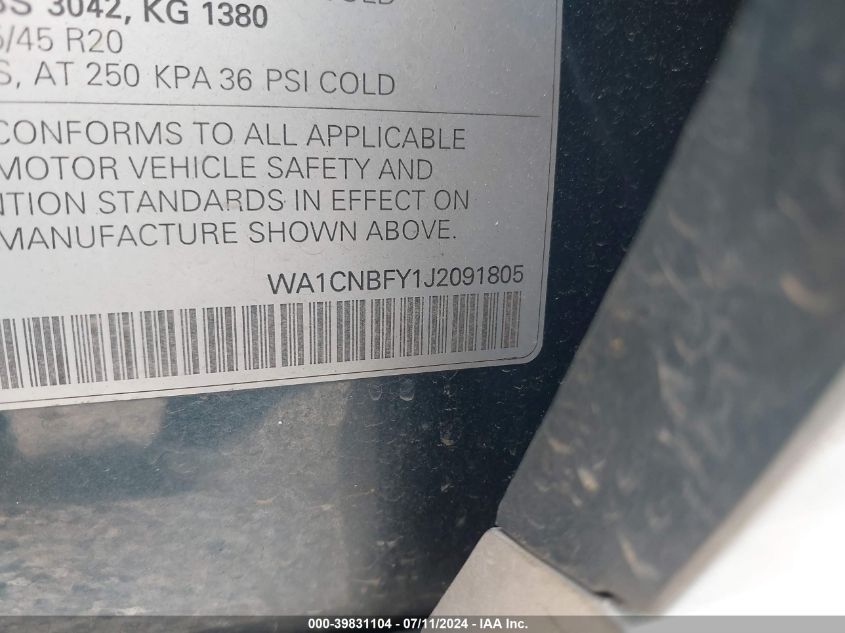 3042, KG 1380
/45 R20
, AT 250 KPA 36 PSI COLD
CONFORMS TO ALL APPLICABLE
MOTOR VEHICLE SAFETY AND
NTION STANDARDS IN EFFECT ON
MANUFACTURE SHOWN ABOVE.
WA1CNBFY1J2091805
000-39831104 / 07/11/2024 - IAA Inc.